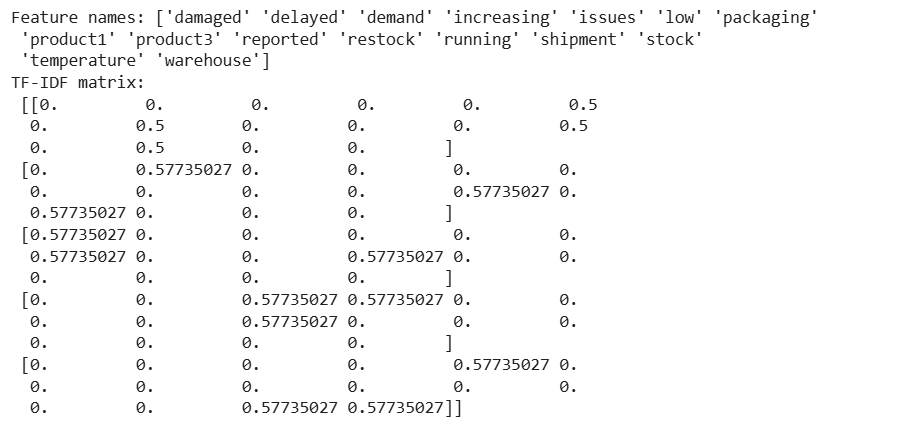 Feature names: ['damaged' 'delayed' 'demand' 'increasing' 'issues' 'low' 'packaging'
 'product1' 'product3' 'reported' 'restock' 'running' 'shipment' 'stock'
 'temperature' 'warehouse']
TF-IDF matrix:
 [[0.         0.         0.         0.         0.         0.5
  0.         0.5        0.         0.         0.         0.5
  0.         0.5        0.         0.        ]
 [0.         0.57735027 0.         0.         0.         0.
  0.         0.         0.         0.         0.57735027 0.
  0.57735027 0.         0.         0.        ]
 [0.57735027 0.         0.         0.         0.         0.
  0.57735027 0.         0.         0.57735027 0.         0.
  0.         0.         0.         0.        ]
 [0.         0.         0.57735027 0.57735027 0.         0.
  0.         0.         0.57735027 0.         0.         0.
  0.         0.         0.         0.        ]
 [0.         0.         0.         0.         0.57735027 0.
  0.         0.         0.         0.         0.         0.
  0.         0.         0.57735027 0.57735027]]